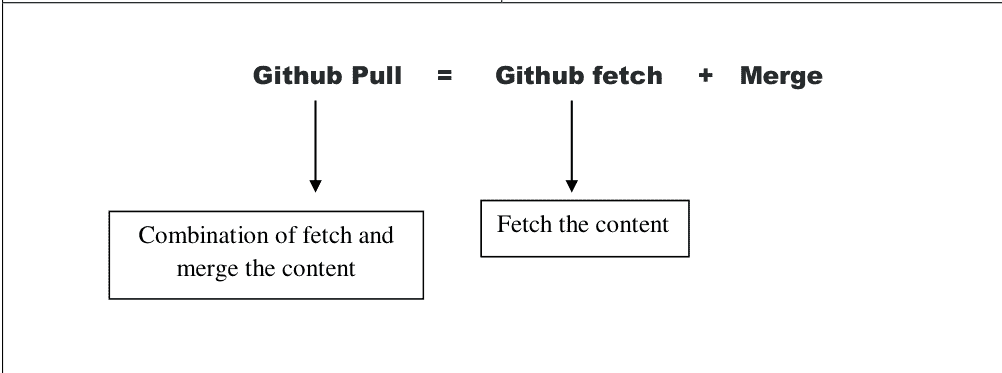 Github Pull = Github fetch + Merge
Combination of fetch and
merge the content
Fetch the content